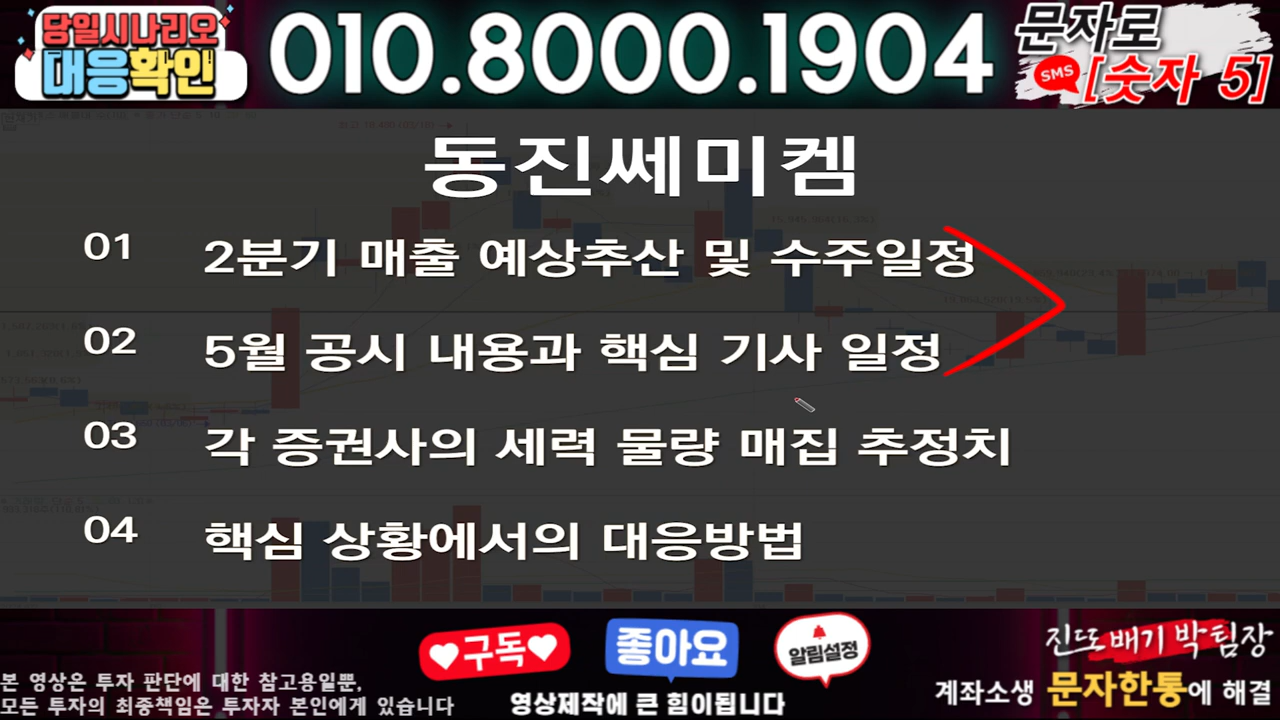 당일시나리오
대응확인
010.8000.1904
문자로
SMS [숫자 5]
동진쎄미켐
01 2분기 매출 예상추산 및 수주일정
02 5월 공시 내용과 핵심 기사 일정
03 각 증권사의 세력 물량 매집 추정치
04 핵심 상황에서의 대응방법
구독 좋아요 알림설정
영상제작에 큰 힘이됩니다
본 영상은 투자 판단에 대한 참고용일뿐,
모든 투자의 최종책임은 투자자 본인에게 있습니다
진또배기 박팀장
계좌소생 문자한통에 해결